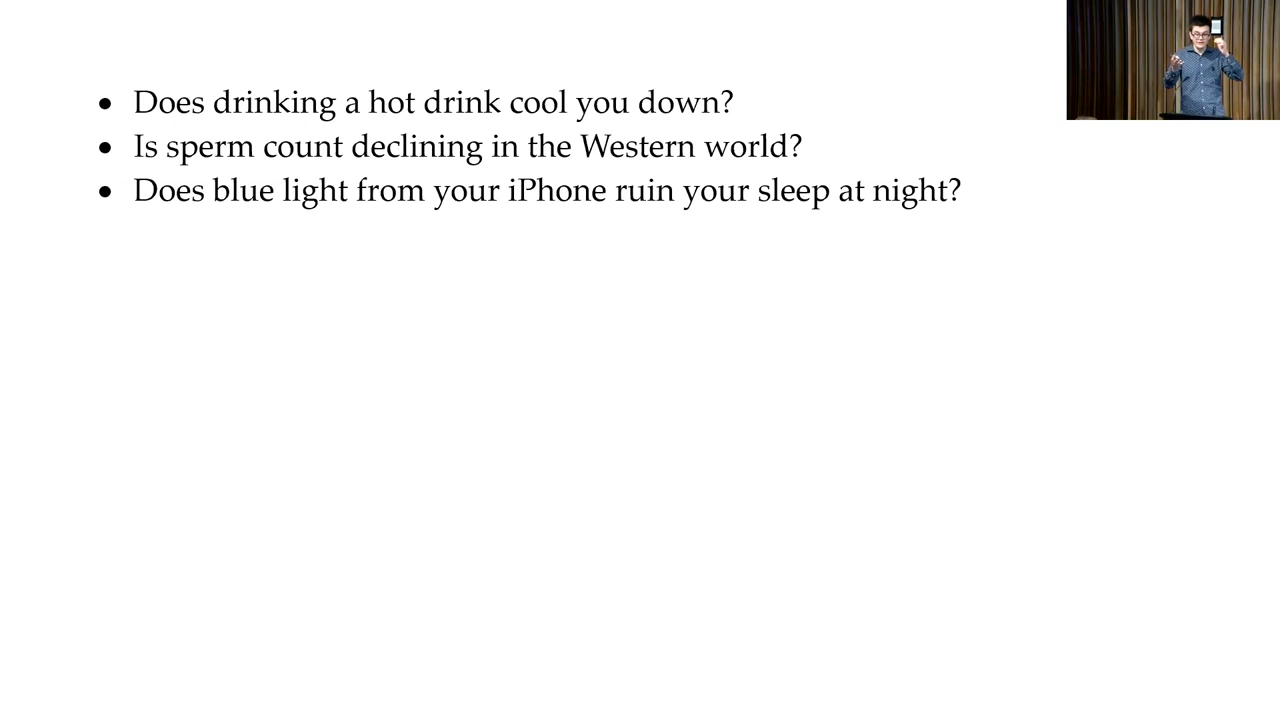 • Does drinking a hot drink cool you down?
• Is sperm count declining in the Western world?
• Does blue light from your iPhone ruin your sleep at night?